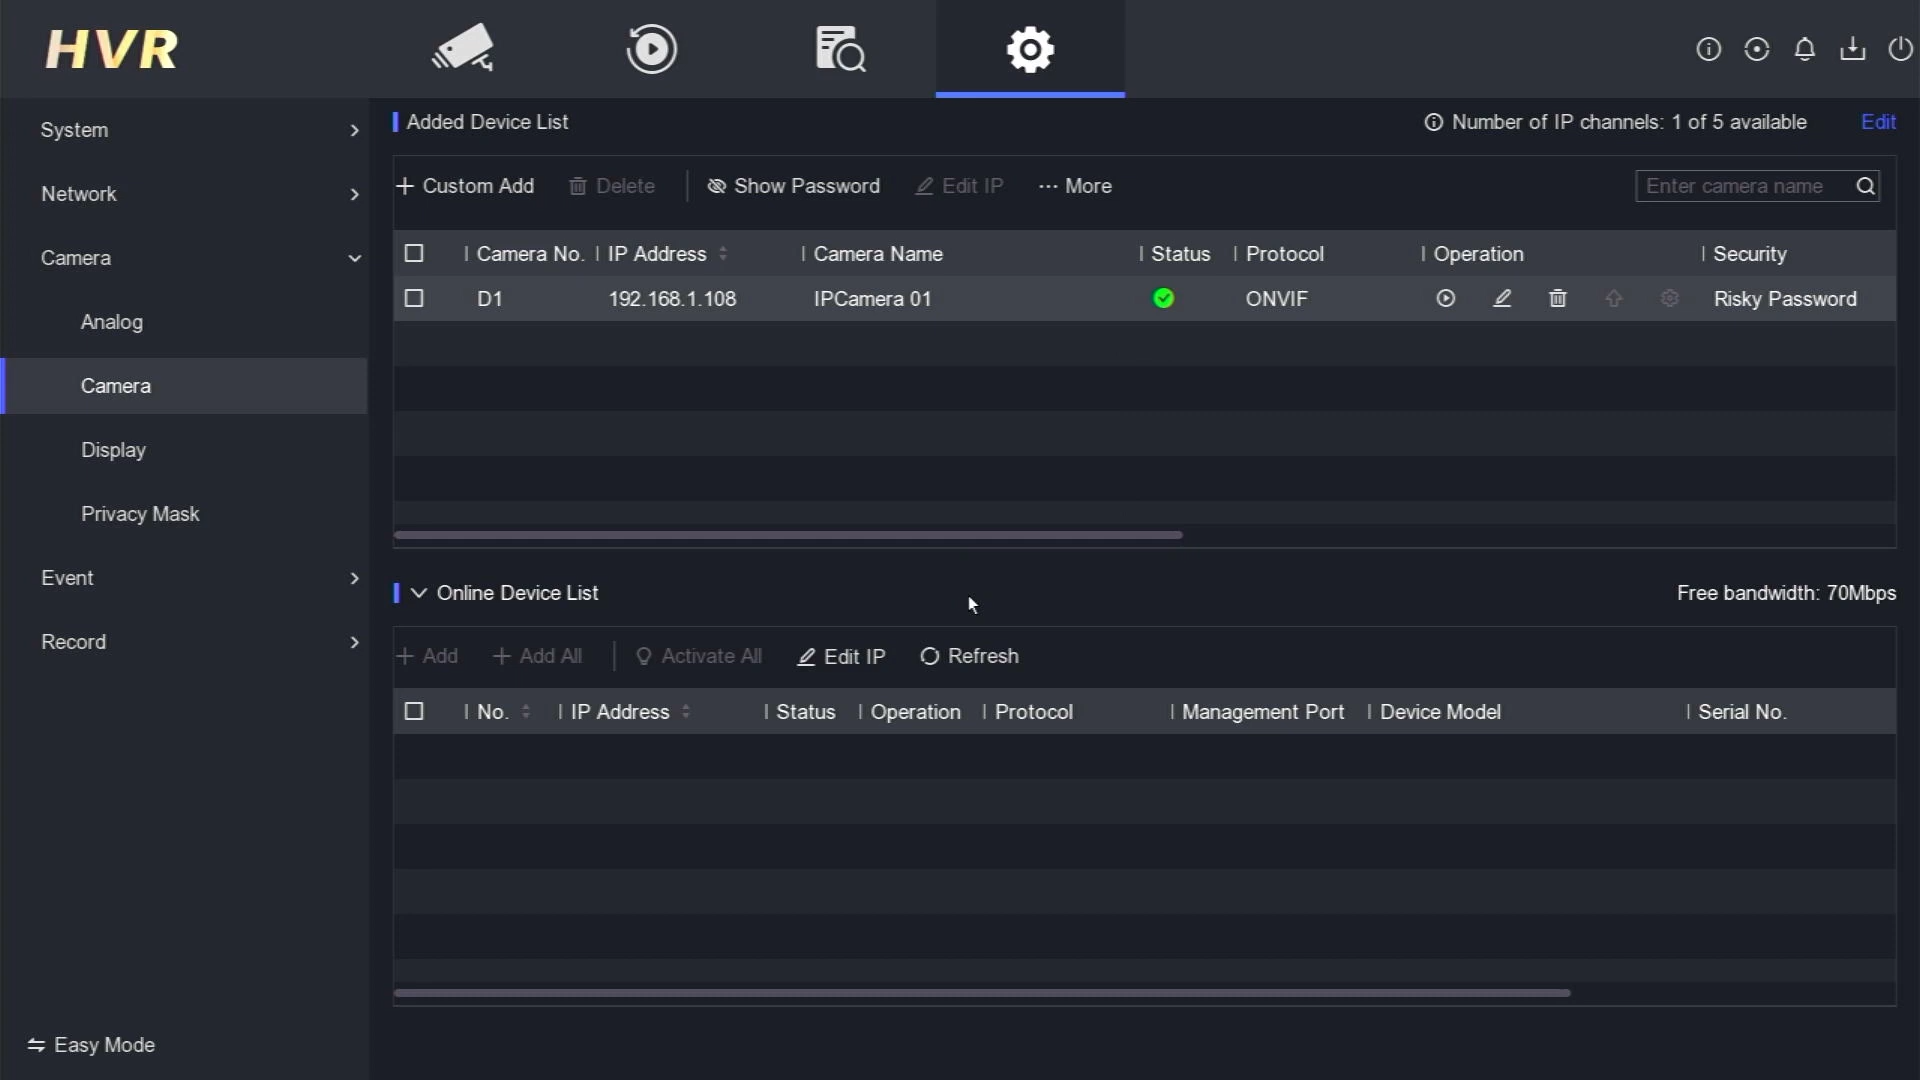 HVR
System
Network
Camera
Analog
Camera
Display
Privacy Mask
Event
Record
Easy Mode
Added Device List
Number of IP channels: 1 of 5 available Edit
Custom Add Delete Show Password Edit IP ··· More Enter camera name
Camera No. IP Address Camera Name Status Protocol Operation Security
D1 192.168.1.108 IPCamera 01 ONVIF Risky Password
Online Device List Free bandwidth: 70Mbps
Add Add All Activate All Edit IP Refresh
No. IP Address Status Operation Protocol Management Port Device Model Serial No.